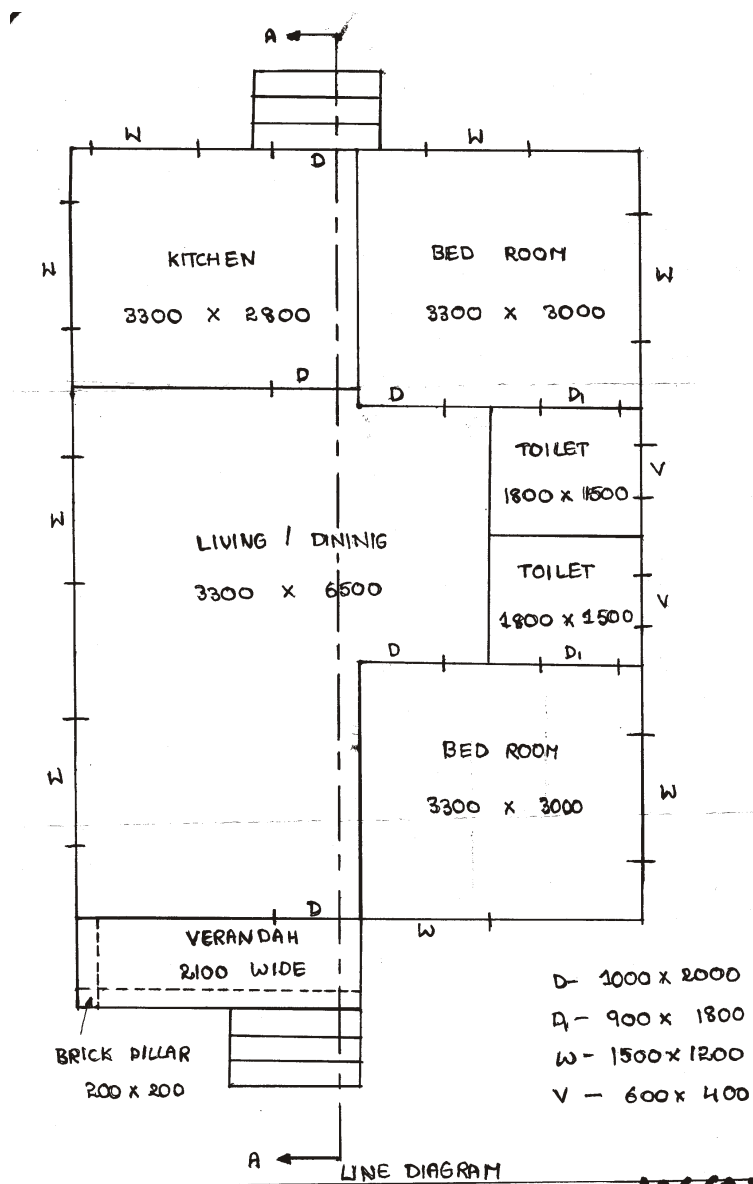 A
W
W
D
KITCHEN
3300 X 2800
BED ROOM
3300 X 3000
W
W
D
D
D1
TOILET
1800 X 1500
V
W
LIVING / DININIG
3300 X 6500
TOILET
1800 X 1500
V
D
D1
BED ROOM
3300 X 3000
W
W
D
W
VERANDAH
2100 WIDE
BRICK PILLAR
200 X 200
D- 1000 X 2000
D1 - 900 X 1800
W - 1500 X 1200
V - 600 X 400
A
LINE DIAGRAM